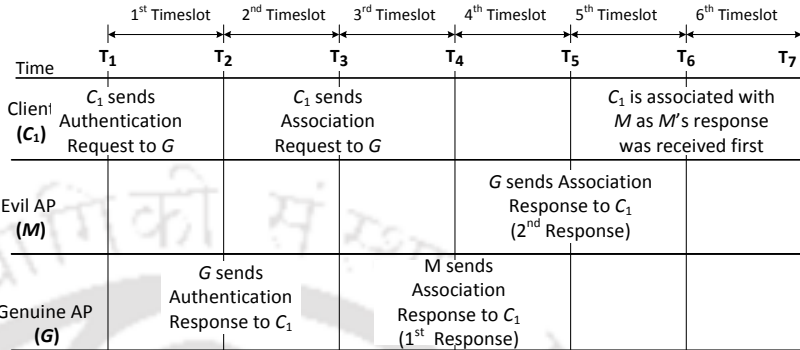 1st Timeslot 2nd Timeslot 3rd Timeslot 4th Timeslot 5th Timeslot 6th Timeslot
Time T1 T2 T3 T4 T5 T6 T7
Client
(C1)
C1 sends
Authentication
Request to G
C1 sends
Association
Request to G
C1 is associated with
M as M's response
was received first
Evil AP
(M)
G sends Association
Response to C1
(2nd Response)
Genuine AP
(G)
G sends
Authentication
Response to C1
M sends
Association
Response to C1
(1st Response)